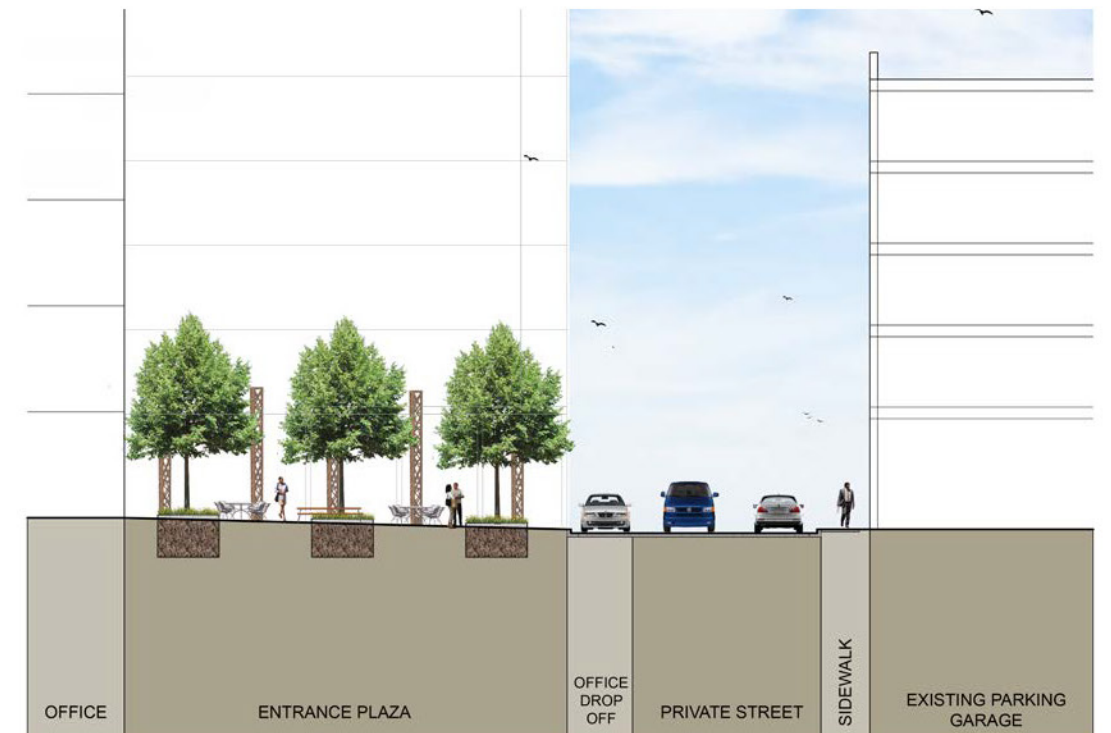 OFFICE
ENTRANCE PLAZA
OFFICE
DROP
OFF
PRIVATE STREET
SIDEWALK
EXISTING PARKING
GARAGE